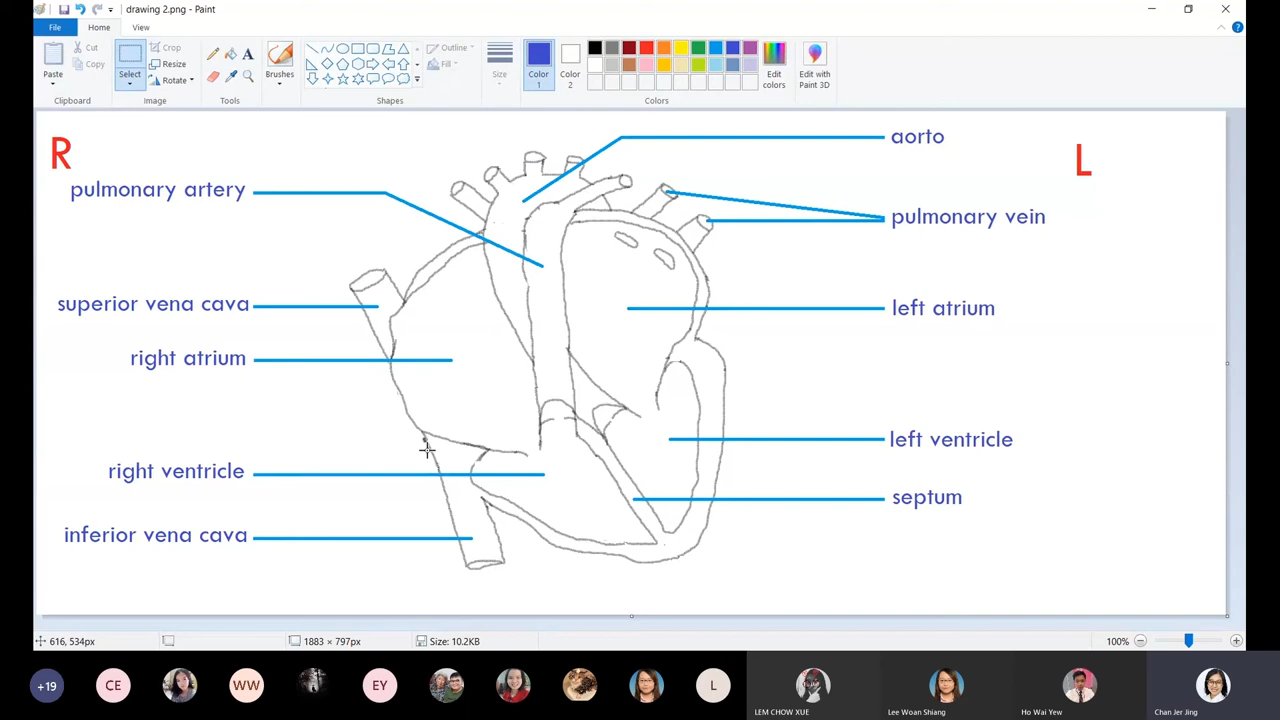 drawing 2.png - Paint
File
Home
View
Paste
Cut
Copy
Clipboard
Select
Crop
Resize
Rotate
Image
A
Tools
Brushes
Outline
Fill
Shapes
Size
Color
1
Color
2
Edit
colors
Colors
Edit with
Paint 3D
R
L
aorto
pulmonary artery
pulmonary vein
superior vena cava
left atrium
right atrium
left ventricle
right ventricle
septum
inferior vena cava
616, 534px
1883 × 797px
Size: 10.2KB
100%
+19
CE
WW
EY
L
LEM CHOW XUE
Lee Woan Shiang
Ho Wai Yew
Chan Jer Jing